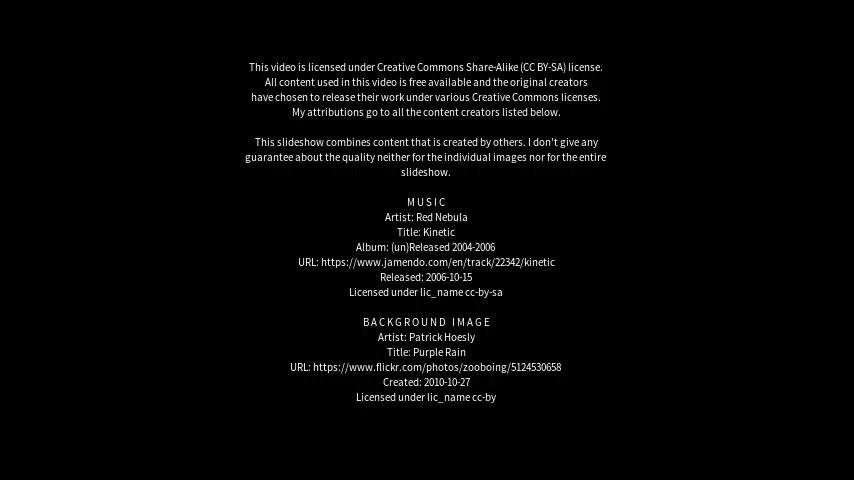 This video is licensed under Creative Commons Share-Alike (CC BY-SA) license.
All content used in this video is free available and the original creators
have chosen to release their work under various Creative Commons licenses.
My attributions go to all the content creators listed below.
This slideshow combines content that is created by others. I don't give any
guarantee about the quality neither for the individual images nor for the entire
slideshow.
MUSIC
Artist: Red Nebula
Title: Kinetic
Album: (un)Released 2004-2006
URL: https://www.jamendo.com/en/track/22342/kinetic
Released: 2006-10-15
Licensed under lic_name cc-by-sa
BACKGROUND IMAGE
Artist: Patrick Hoesly
Title: Purple Rain
URL: https://www.flickr.com/photos/zooboing/5124530658
Created: 2010-10-27
Licensed under lic_name cc-by